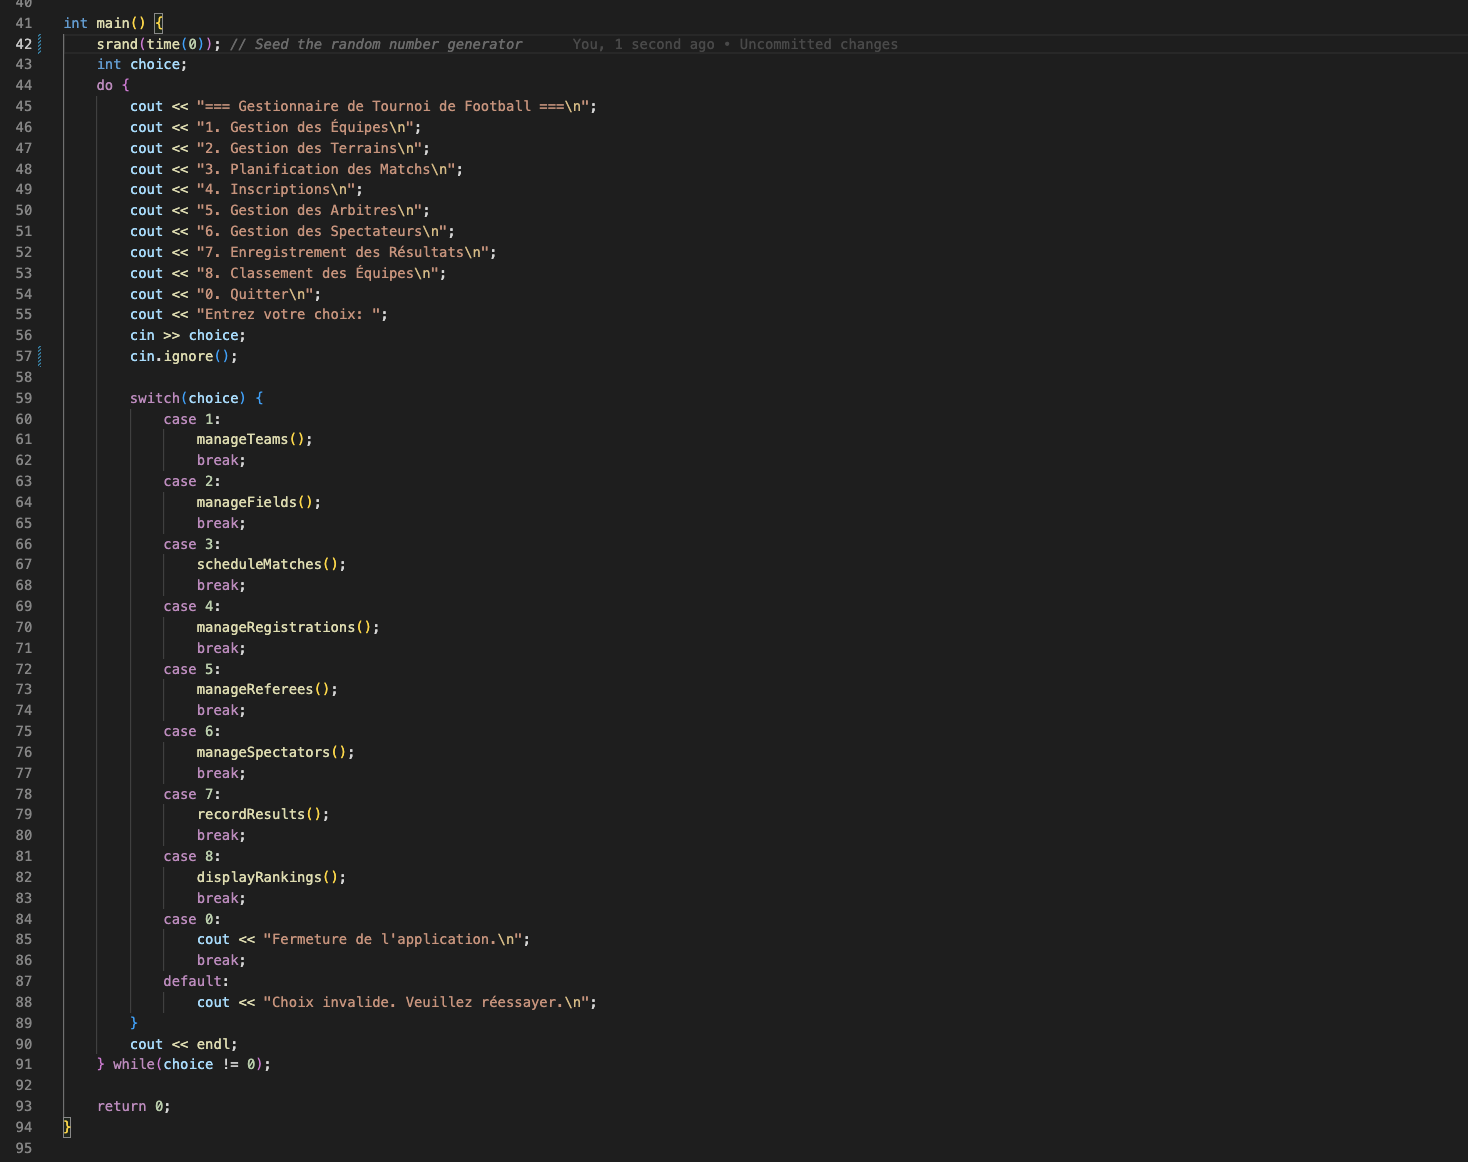 40
41 int main() {
42 srand(time(0)); // Seed the random number generator You, 1 second ago • Uncommitted changes
43 int choice;
44 do {
45 cout << "=== Gestionnaire de Tournoi de Football ===\n";
46 cout << "1. Gestion des Équipes\n";
47 cout << "2. Gestion des Terrains\n";
48 cout << "3. Planification des Matchs\n";
49 cout << "4. Inscriptions\n";
50 cout << "5. Gestion des Arbitres\n";
51 cout << "6. Gestion des Spectateurs\n";
52 cout << "7. Enregistrement des Résultats\n";
53 cout << "8. Classement des Équipes\n";
54 cout << "0. Quitter\n";
55 cout << "Entrez votre choix: ";
56 cin >> choice;
57 cin.ignore();
58
59 switch(choice) {
60 case 1:
61 manageTeams();
62 break;
63 case 2:
64 manageFields();
65 break;
66 case 3:
67 scheduleMatches();
68 break;
69 case 4:
70 manageRegistrations();
71 break;
72 case 5:
73 manageReferees();
74 break;
75 case 6:
76 manageSpectators();
77 break;
78 case 7:
79 recordResults();
80 break;
81 case 8:
82 displayRankings();
83 break;
84 case 0:
85 cout << "Fermeture de l'application.\n";
86 break;
87 default:
88 cout << "Choix invalide. Veuillez réessayer.\n";
89 }
90 cout << endl;
91 } while(choice != 0);
92
93 return 0;
94 }
95